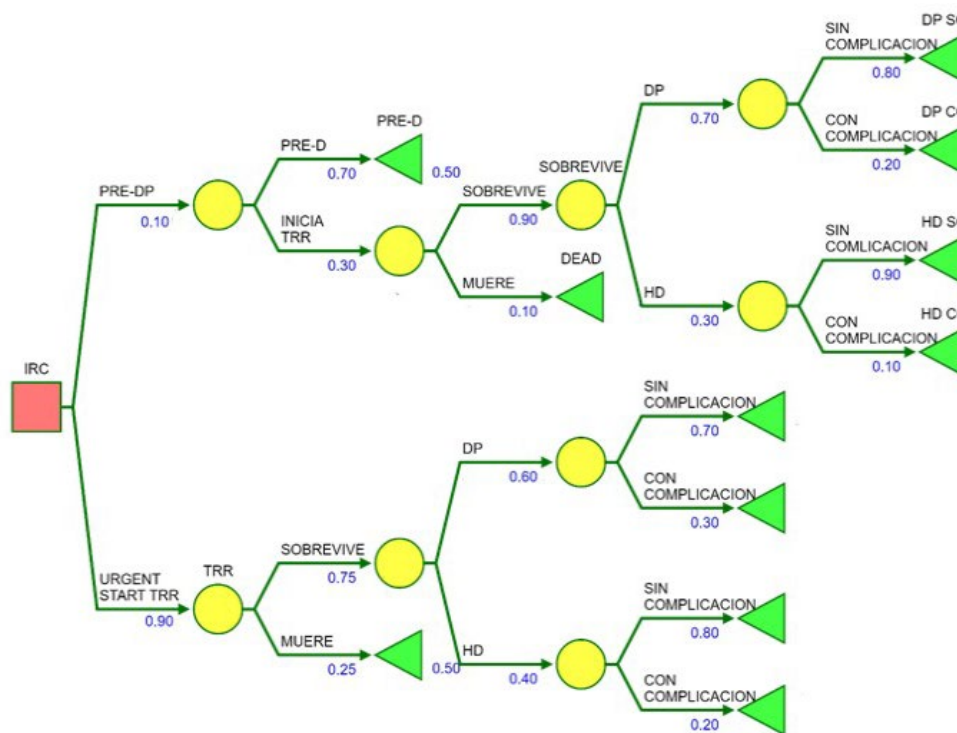 SIN
COMPLICACION
0.80
DP
0.70
CON
COMPLICACION
0.20
PRE-D
PRE-D
0.70
0.50
SOBREVIVE
SOBREVIVE
0.90
PRE-DP
0.10
INICIA
TRR
0.30
MUERE
0.10
DEAD
HD
0.30
SIN
COMLICACION
0.90
CON
COMPLICACION
0.10
DP
DP
HD
HD
IRC
SIN
COMPLICACION
0.70
DP
0.60
CON
COMPLICACION
0.30
URGENT
START TRR
0.90
TRR
SOBREVIVE
0.75
MUERE
0.25
0.50
HD
0.40
SIN
COMPLICACION
0.80
CON
COMPLICACION
0.20